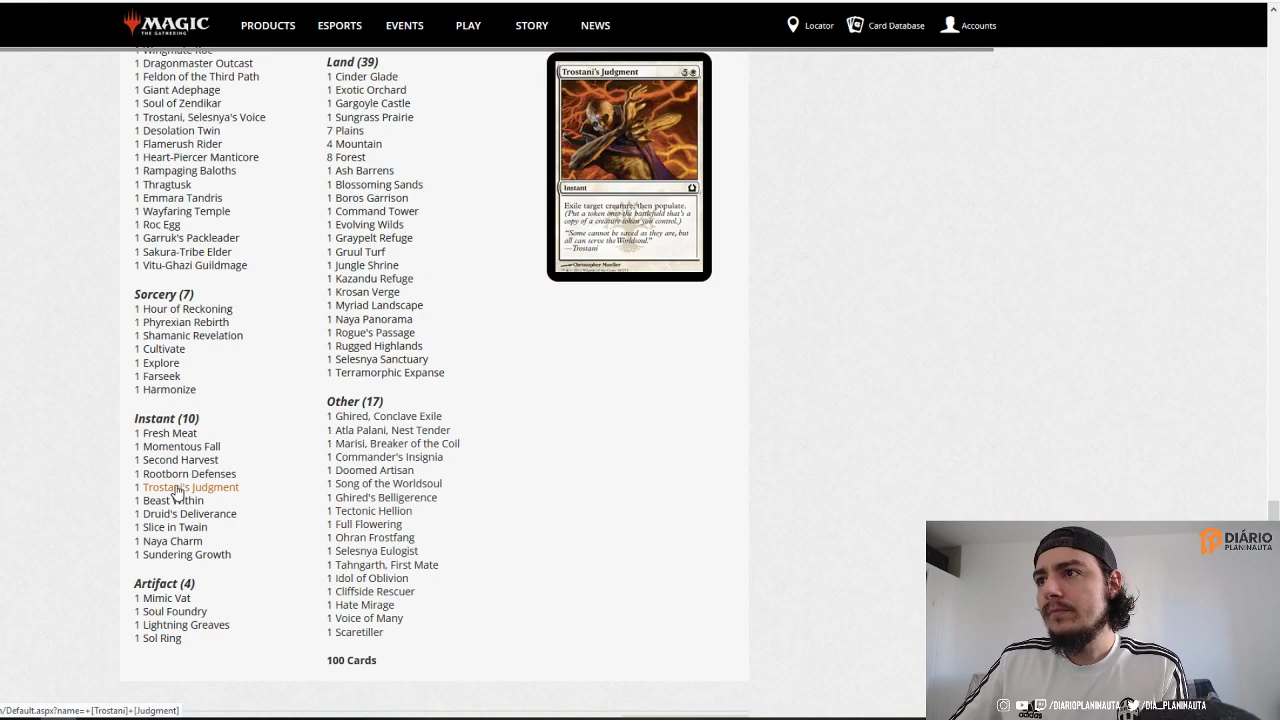 MAGIC
THE GATHERING
PRODUCTS
ESPORTS
EVENTS
PLAY
STORY
NEWS
Locator
Card Database
Accounts
1 Wingmate Roc
1 Dragonmaster Outcast
1 Feldon of the Third Path
1 Giant Adephage
1 Soul of Zendikar
1 Trostani, Selesnya's Voice
1 Desolation Twin
1 Flamerush Rider
1 Heart-Piercer Manticore
1 Rampaging Baloths
1 Thragtusk
1 Emmara Tandris
1 Wayfaring Temple
1 Roc Egg
1 Garruk's Packleader
1 Sakura-Tribe Elder
1 Vitu-Ghazi Guildmage
Sorcery (7)
1 Hour of Reckoning
1 Phyrexian Rebirth
1 Shamanic Revelation
1 Cultivate
1 Explore
1 Farseek
1 Harmonize
Instant (10)
1 Fresh Meat
1 Momentous Fall
1 Second Harvest
1 Rootborn Defenses
1 Trostani's Judgment
1 Beast Within
1 Druid's Deliverance
1 Slice in Twain
1 Naya Charm
1 Sundering Growth
Artifact (4)
1 Mimic Vat
1 Soul Foundry
1 Lightning Greaves
1 Sol Ring
Land (39)
1 Cinder Glade
1 Exotic Orchard
1 Gargoyle Castle
1 Sungrass Prairie
7 Plains
4 Mountain
8 Forest
1 Ash Barrens
1 Blossoming Sands
1 Boros Garrison
1 Command Tower
1 Evolving Wilds
1 Graypelt Refuge
1 Gruul Turf
1 Jungle Shrine
1 Kazandu Refuge
1 Krosan Verge
1 Myriad Landscape
1 Naya Panorama
1 Rogue's Passage
1 Rugged Highlands
1 Selesnya Sanctuary
1 Terramorphic Expanse
Other (17)
1 Ghired, Conclave Exile
1 Atla Palani, Nest Tender
1 Marisi, Breaker of the Coil
1 Commander's Insignia
1 Doomed Artisan
1 Song of the Worldsoul
1 Ghired's Belligerence
1 Tectonic Hellion
1 Full Flowering
1 Ohran Frostfang
1 Selesnya Eulogist
1 Tahngarth, First Mate
1 Idol of Oblivion
1 Cliffside Rescuer
1 Hate Mirage
1 Voice of Many
1 Scaretiller
100 Cards
Trostani's Judgment
5
Instant
Exile target creature, then populate.
(Put a token onto the battlefield that's a
copy of a creature token you control.)
"Some cannot be saved as they are, but
all can serve the Worldsoul."
—Trostani
Christopher Moeller
DIÁRIO
PLANINAUTA
adidas
/DIARIOPLANINAUTA
/DIA_PLANINAUTA
n/Default.aspx?name=+[Trostani]+[Judgment]